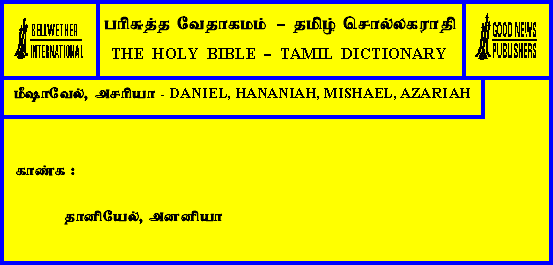 BELLWETHER
INTERNATIONAL
பரிசுத்த வேதாகமம் – தமிழ் சொல்லகராதி
THE HOLY BIBLE – TAMIL DICTIONARY
GOOD NEWS
PUBLISHERS
மீஷாவேல், அசரியா - DANIEL, HANANIAH, MISHAEL, AZARIAH
காண்க :
தானியேல், அனனியா